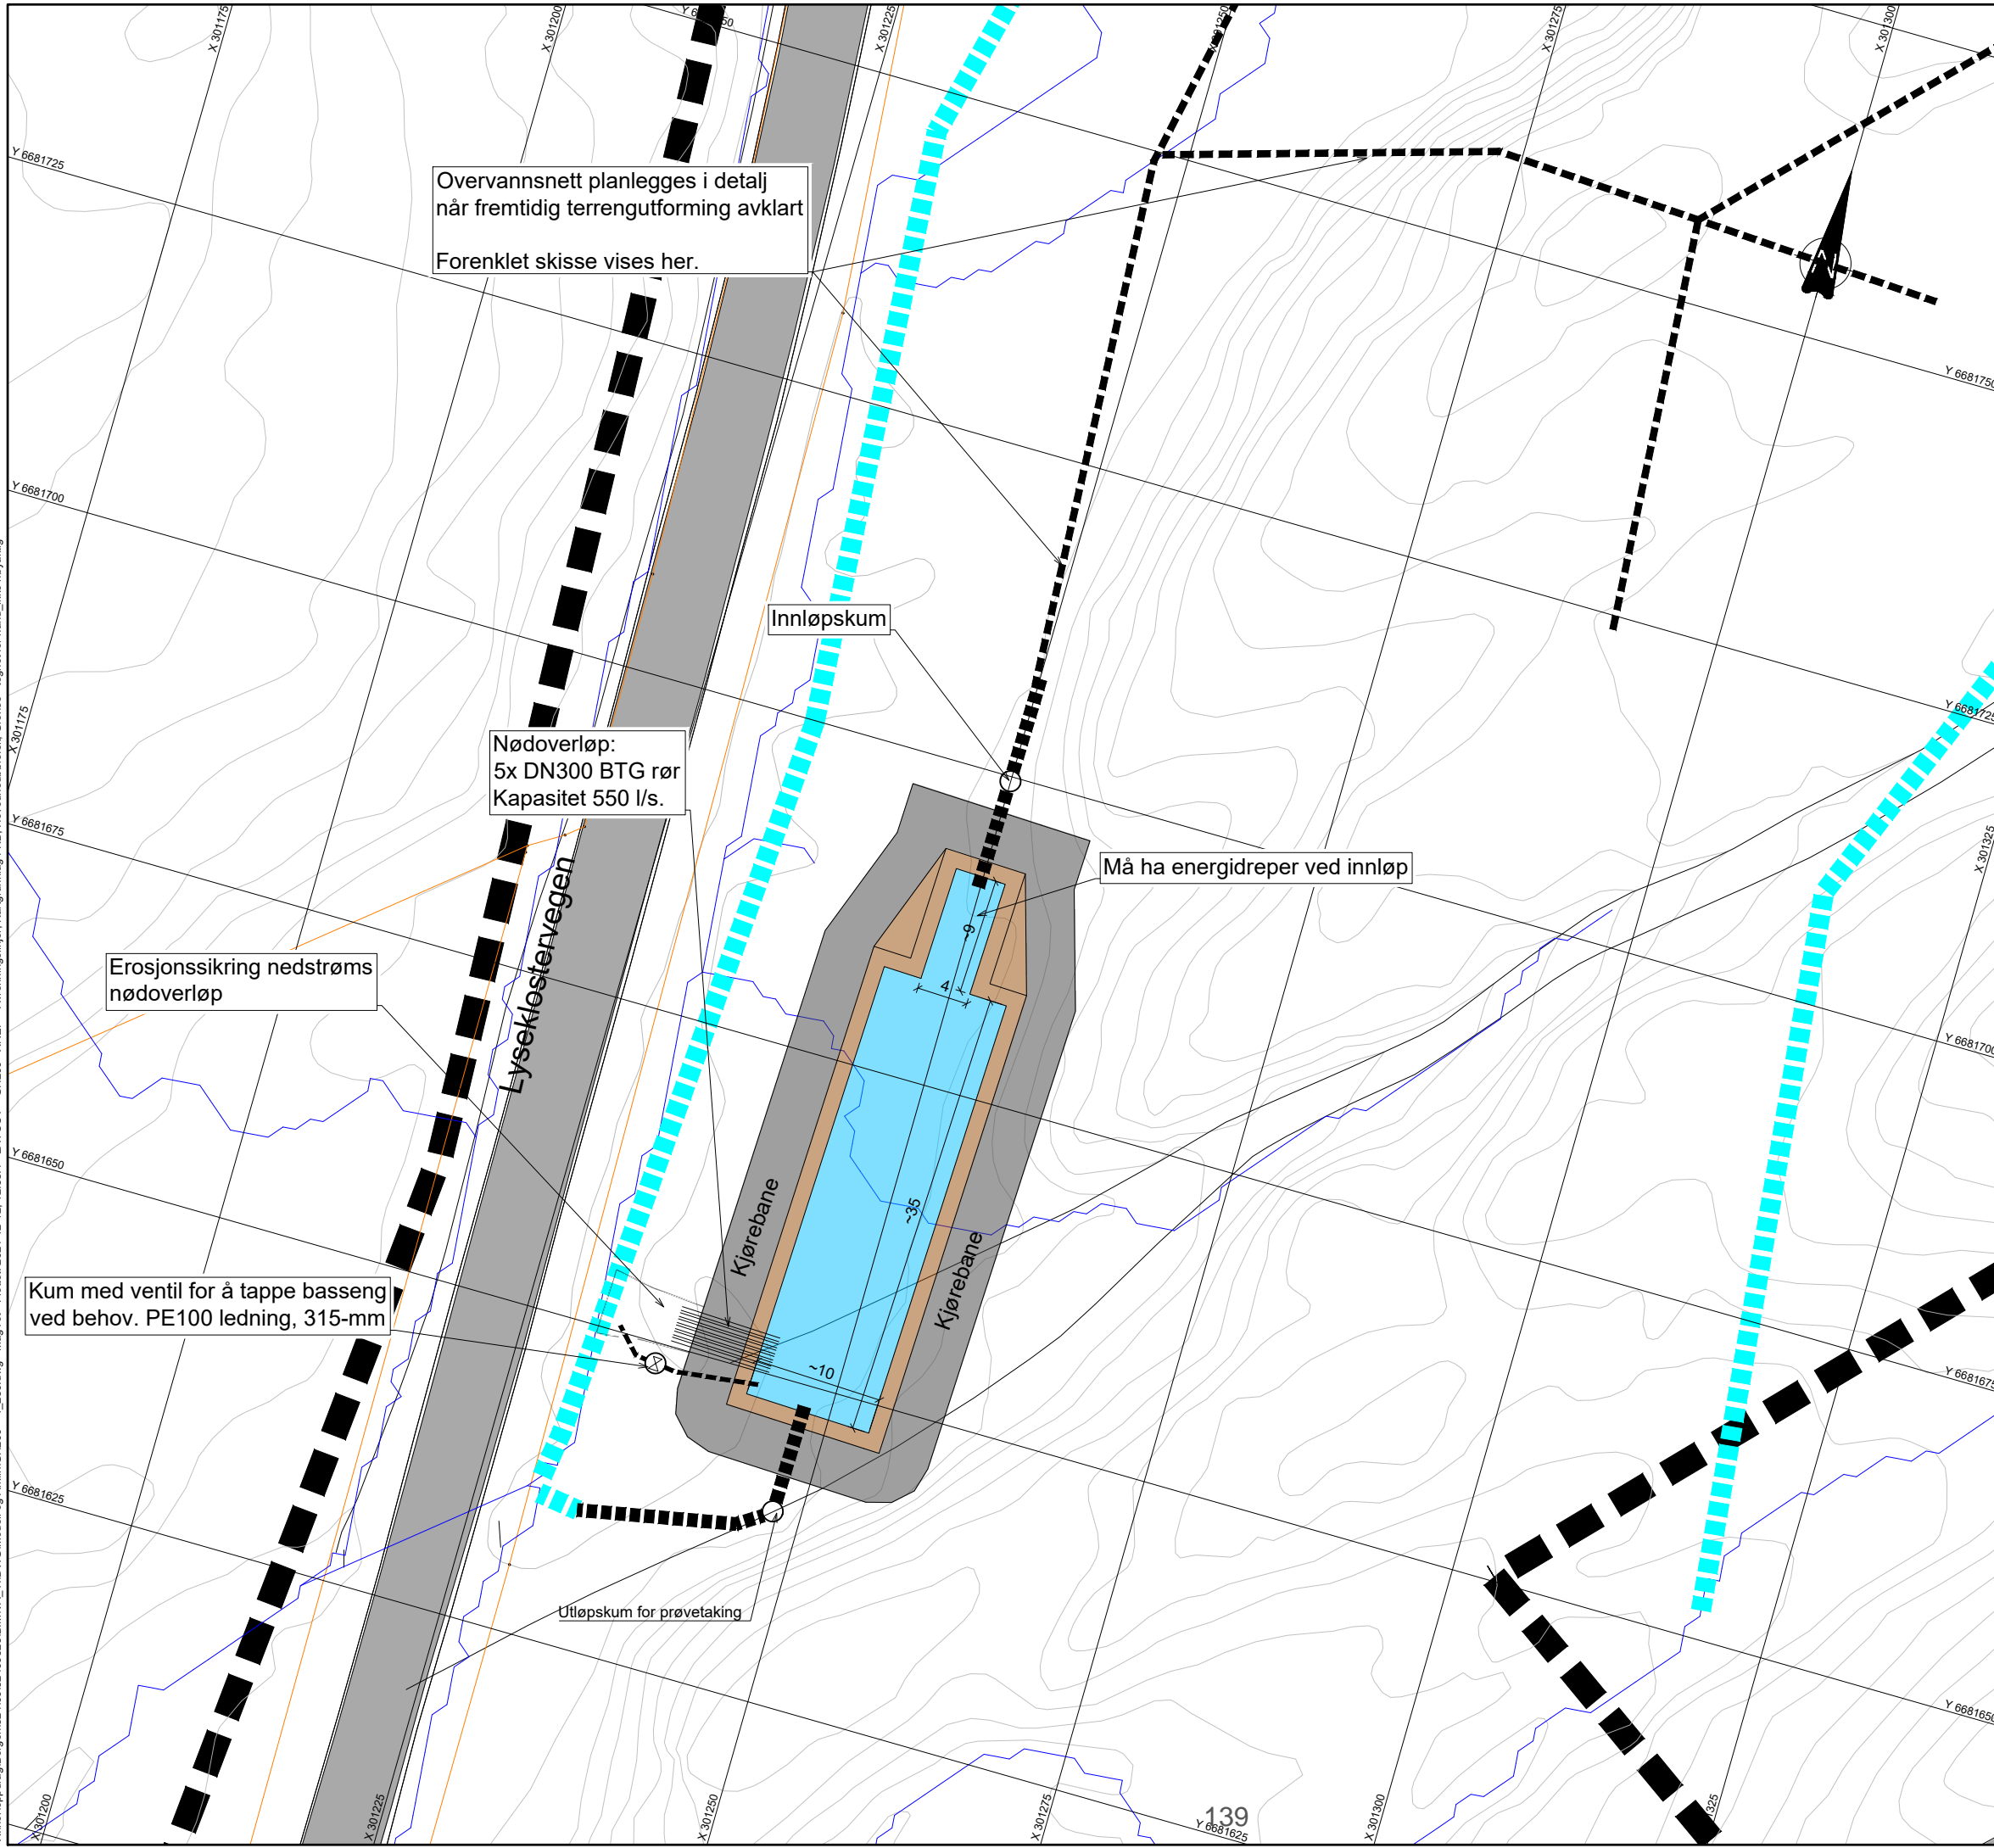 X 301175
X 301200
X 301225
X 301250
X 301275
X 301300
Y 6681725
Overvannsnett planlegges i detalj
når fremtidig terrengutforming avklart
Forenklet skisse vises her.
N
Y 6681750
Y 6681700
Innløpskum
X 301175
Y 6681725
Nødoverløp:
5x DN300 BTG rør
Kapasitet 550 l/s.
Y 6681675
X 301325
Må ha energidreper ved innløp
Lyseklostervegen
~9
Erosjonssikring nedstrøms
nødoverløp
4
Y 6681700
Y 6681650
~35
Kjørebane
Kjørebane
Kum med ventil for å tappe basseng
ved behov. PE100 ledning, 315-mm
~10
Y 6681675
Y 6681625
Utløpskum for prøvetaking
Y 6681650
X 301200
X 301225
X 301250
X 301275
139
Y 6681625
X 301300